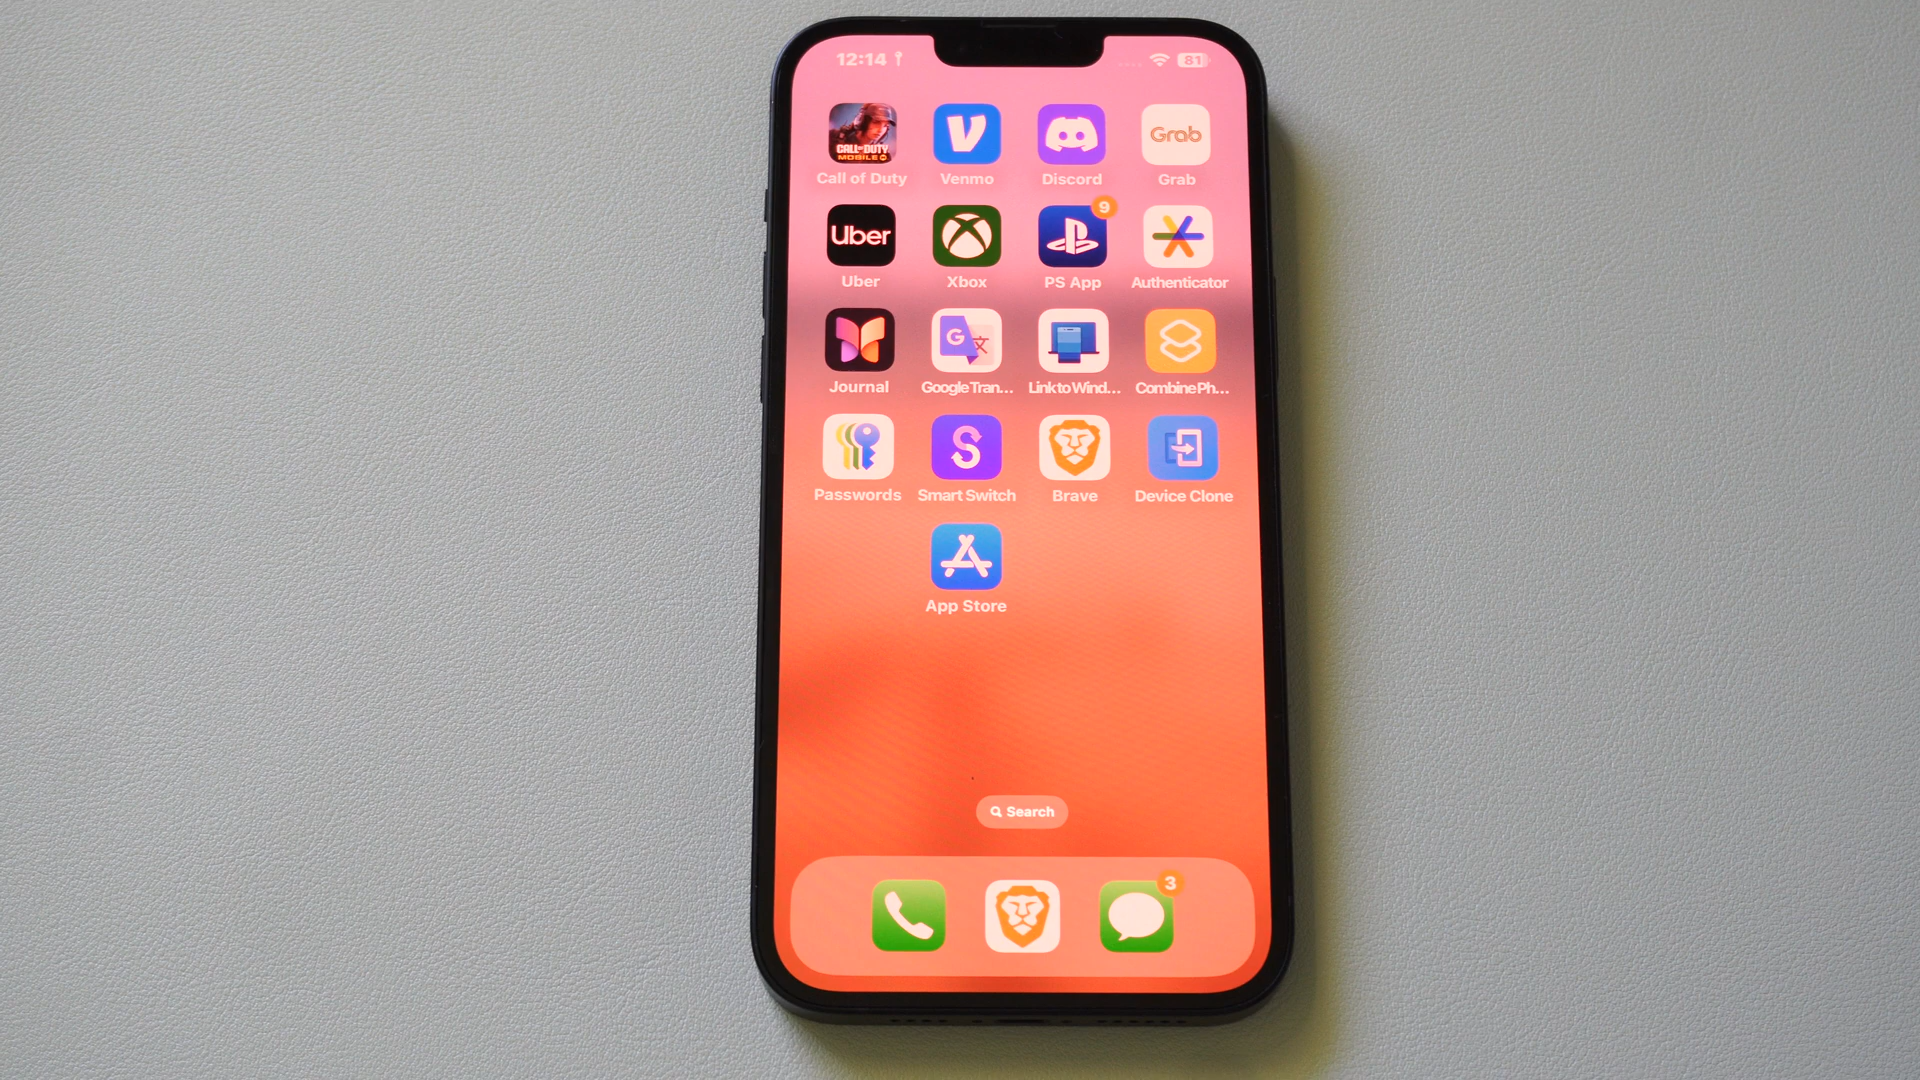 12:14
81
CALL OF DUTY
MOBILE
Grab
Call of Duty
Venmo
Discord
Grab
9
Uber
Uber
Xbox
PS App
Authenticator
G
文
Journal
Google Tran...
Link to Wind...
Combine Ph...
Passwords
Smart Switch
Brave
Device Clone
App Store
Search
3